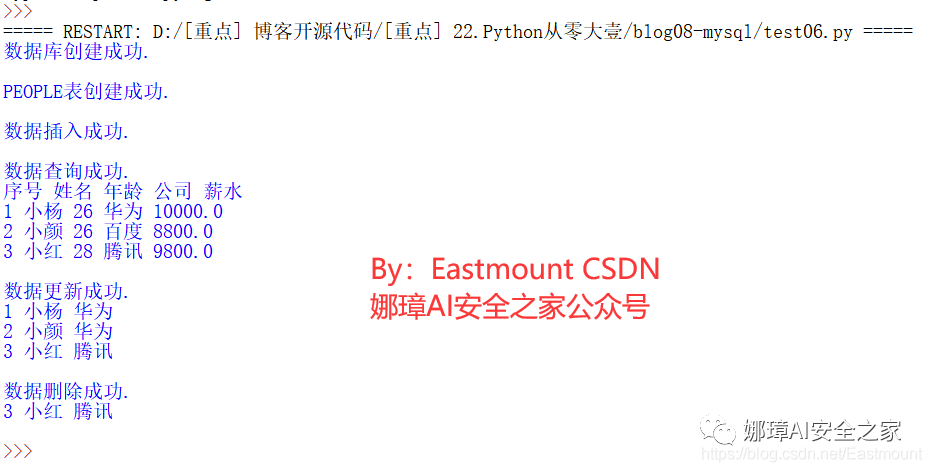 >>>
===== RESTART: D:/[重点] 博客开源代码/[重点] 22.Python从零大壹/blog08-mysql/test06.py =====
数据库创建成功.
PEOPLE表创建成功.
数据插入成功.
数据查询成功.
序号 姓名 年龄 公司 薪水
1 小杨 26 华为 10000.0
2 小颜 26 百度 8800.0
3 小红 28 腾讯 9800.0
数据更新成功.
1 小杨 华为
2 小颜 华为
3 小红 腾讯
数据删除成功.
3 小红 腾讯
>>>
By：Eastmount CSDN
娜璋AI安全之家公众号
娜璋AI安全之家
https://blog.csdn.net/Eastmount